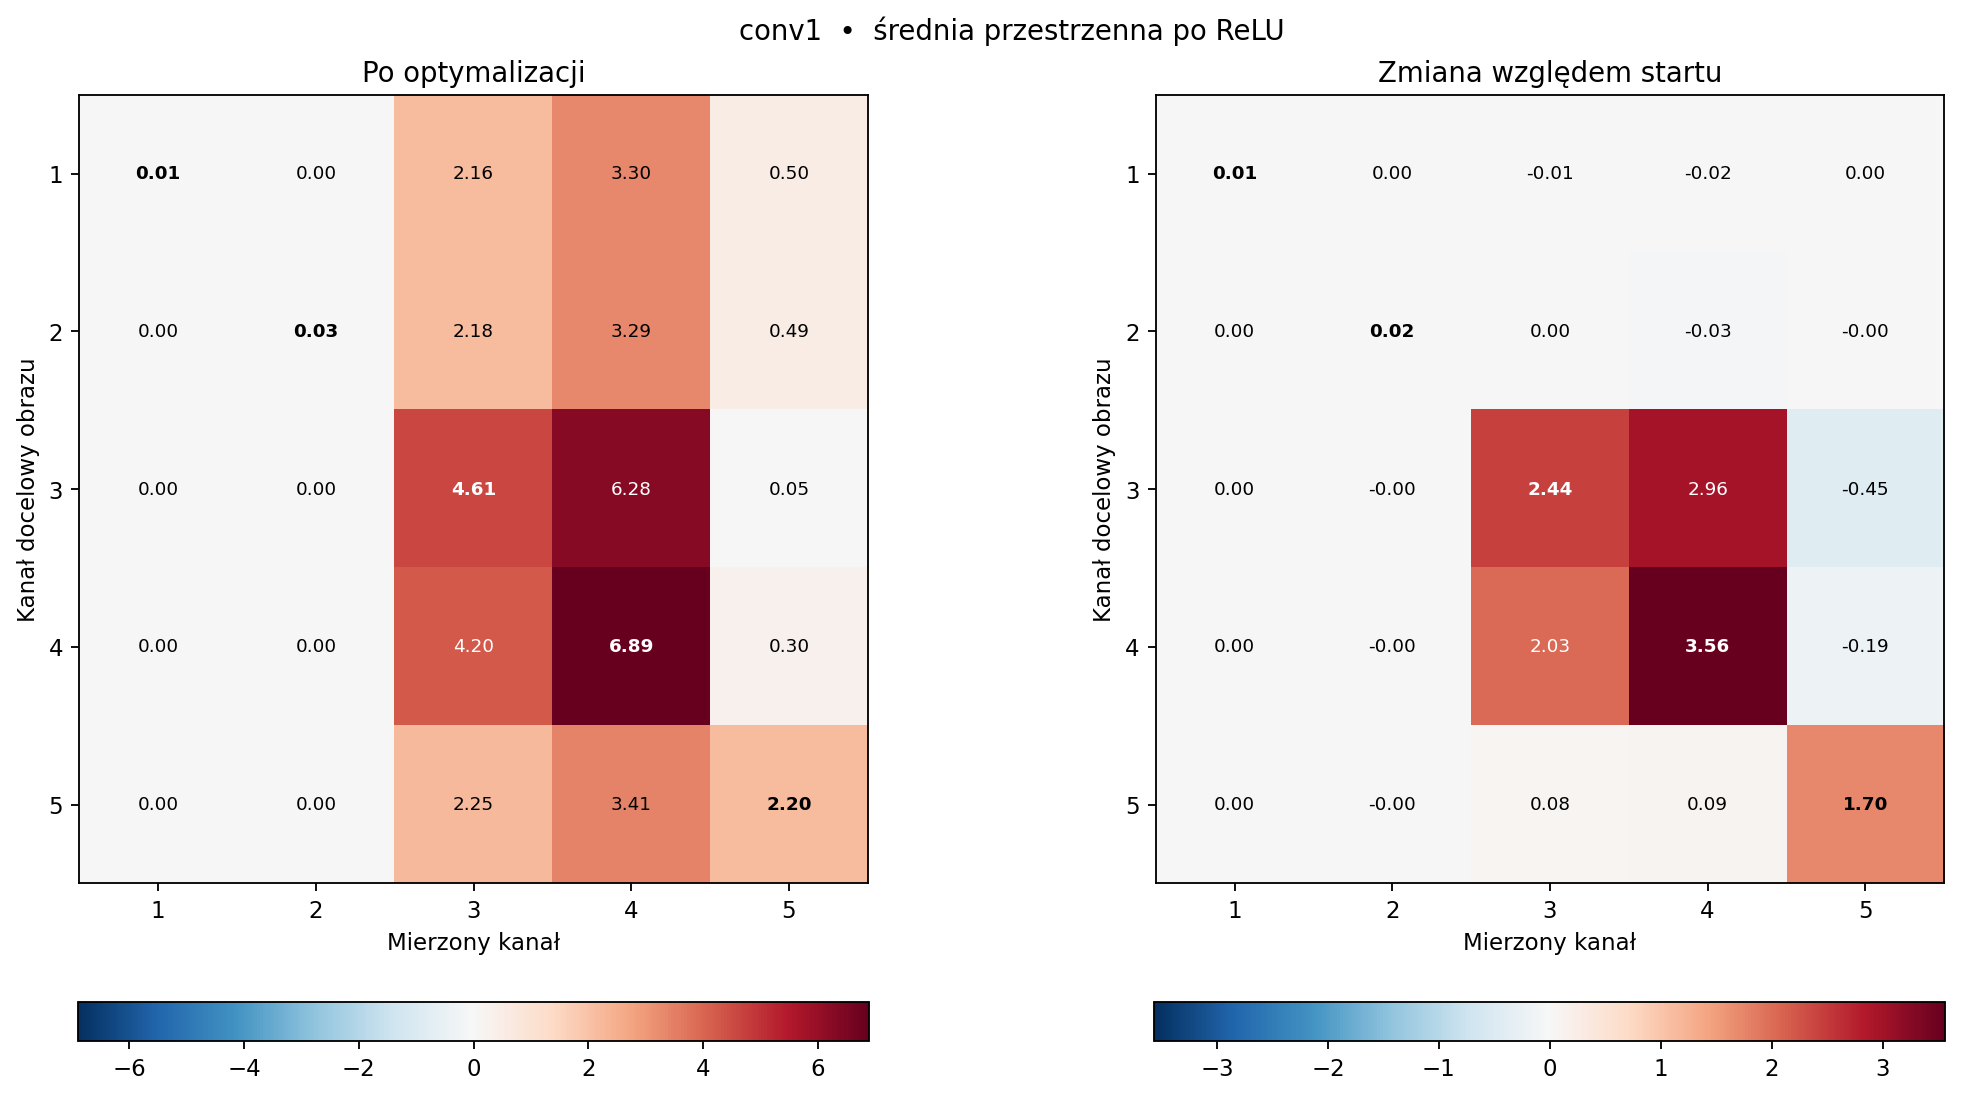 conv1 • średnia przestrzenna po ReLU
Po optymalizacji
Kanał docelowy obrazu
1 0.01 0.00 2.16 3.30 0.50
2 0.00 0.03 2.18 3.29 0.49
3 0.00 0.00 4.61 6.28 0.05
4 0.00 0.00 4.20 6.89 0.30
5 0.00 0.00 2.25 3.41 2.20
1 2 3 4 5
Mierzony kanał
−6 −4 −2 0 2 4 6
Zmiana względem startu
Kanał docelowy obrazu
1 0.01 0.00 -0.01 -0.02 0.00
2 0.00 0.02 0.00 -0.03 -0.00
3 0.00 -0.00 2.44 2.96 -0.45
4 0.00 -0.00 2.03 3.56 -0.19
5 0.00 -0.00 0.08 0.09 1.70
1 2 3 4 5
Mierzony kanał
−3 −2 −1 0 1 2 3